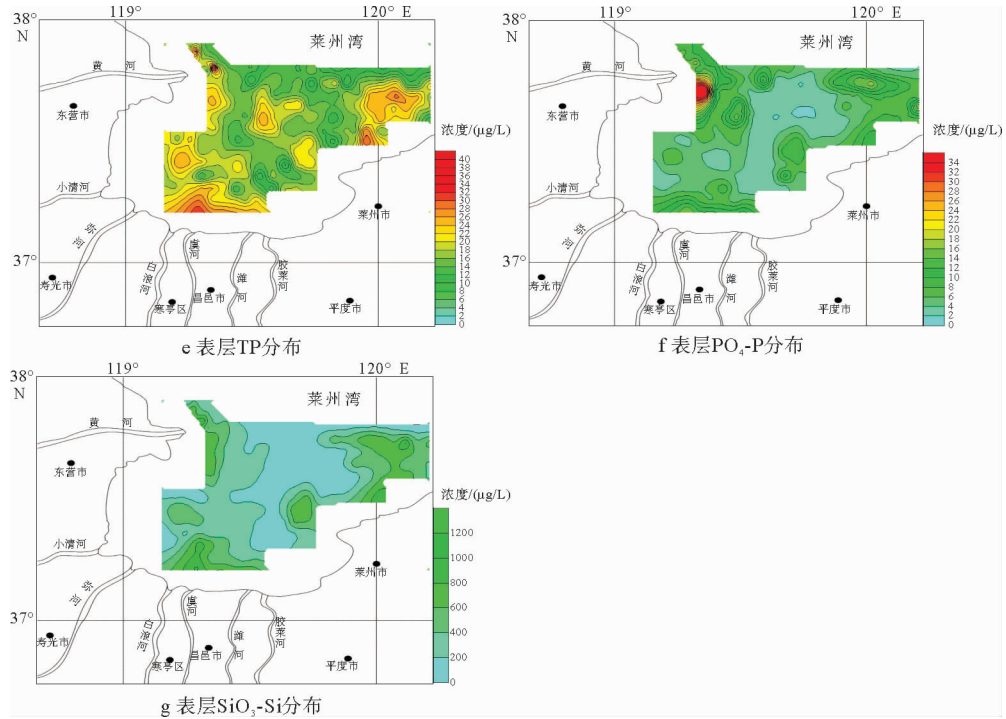 119°
120° E
38°
N
莱州湾
黄 河
东营市
浓度/(μg/L)
40
38
36
34
32
30
28
26
24
22
20
18
16
14
12
10
8
6
4
2
0
小清河
弥河
莱州市
37°
寿光市
白浪河
虞河
潍河
胶莱河
寒亭区
昌邑市
平度市
e 表层TP分布
119°
120° E
38°
N
莱州湾
黄 河
东营市
浓度/(μg/L)
34
32
30
28
26
24
22
20
18
16
14
12
10
8
6
4
2
0
小清河
弥河
莱州市
37°
寿光市
白浪河
虞河
潍河
胶莱河
寒亭区
昌邑市
平度市
f 表层PO₄-P分布
119°
120° E
38°
N
莱州湾
黄 河
东营市
浓度/(μg/L)
1200
1000
800
600
400
200
0
小清河
弥河
莱州市
37°
寿光市
白浪河
虞河
潍河
胶莱河
寒亭区
昌邑市
平度市
g 表层SiO₃-Si分布